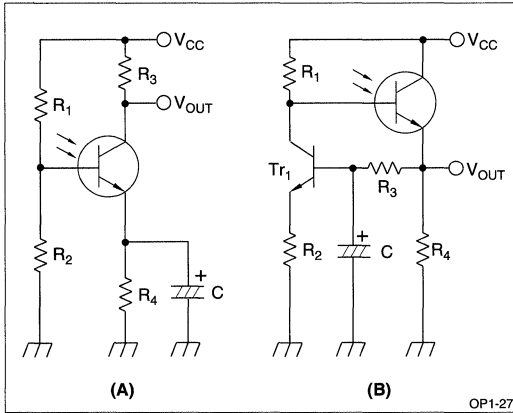 VCC
R3
R1
VOUT
R2
R4
C
+
(A)
VCC
R1
Tr1
R3
VOUT
R2
C
+
R4
(B)
OP1-27